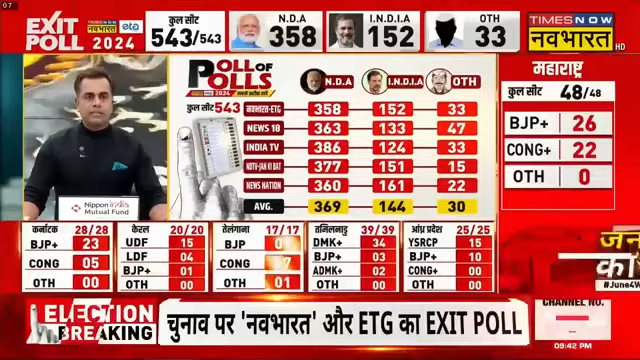 07
EXIT POLL 2024
TIMES NOW नवभारत etg
कुल सीट 543/543
N.D.A 358
I.N.D.I.A 152
OTH 33
TIMES NOW
नवभारत HD
POLL OF POLLS
2024
कुल सीट 543
N.D.A I.N.D.I.A OTH
नवभारत-ETG 358 152 33
NEWS 18 363 133 47
INDIA TV 386 124 33
NDTV-JAN KI BAT 377 151 15
NEWS NATION 360 161 22
AVG. 369 144 30
महाराष्ट्र
कुल सीट 48/48
BJP+ 26
CONG+ 22
OTH 0
Nippon india
Mutual Fund
कर्नाटक 28/28
BJP+ 23
CONG 05
OTH 00
केरल 20/20
UDF 15
LDF 04
BJP+ 01
तेलंगाना 17/17
BJP
CONG
OTH 01
तमिलनाडु 39/39
DMK+ 34
BJP+ 03
ADMK+ 02
आंध्र प्रदेश 25/25
YSRCP 15
BJP+ 10
CONG+ 00
OTH 00
#June4W
ELECTION
BREAKING
चुनाव पर 'नवभारत' और ETG का EXIT POLL
CHANNEL NO.
09:42 PM